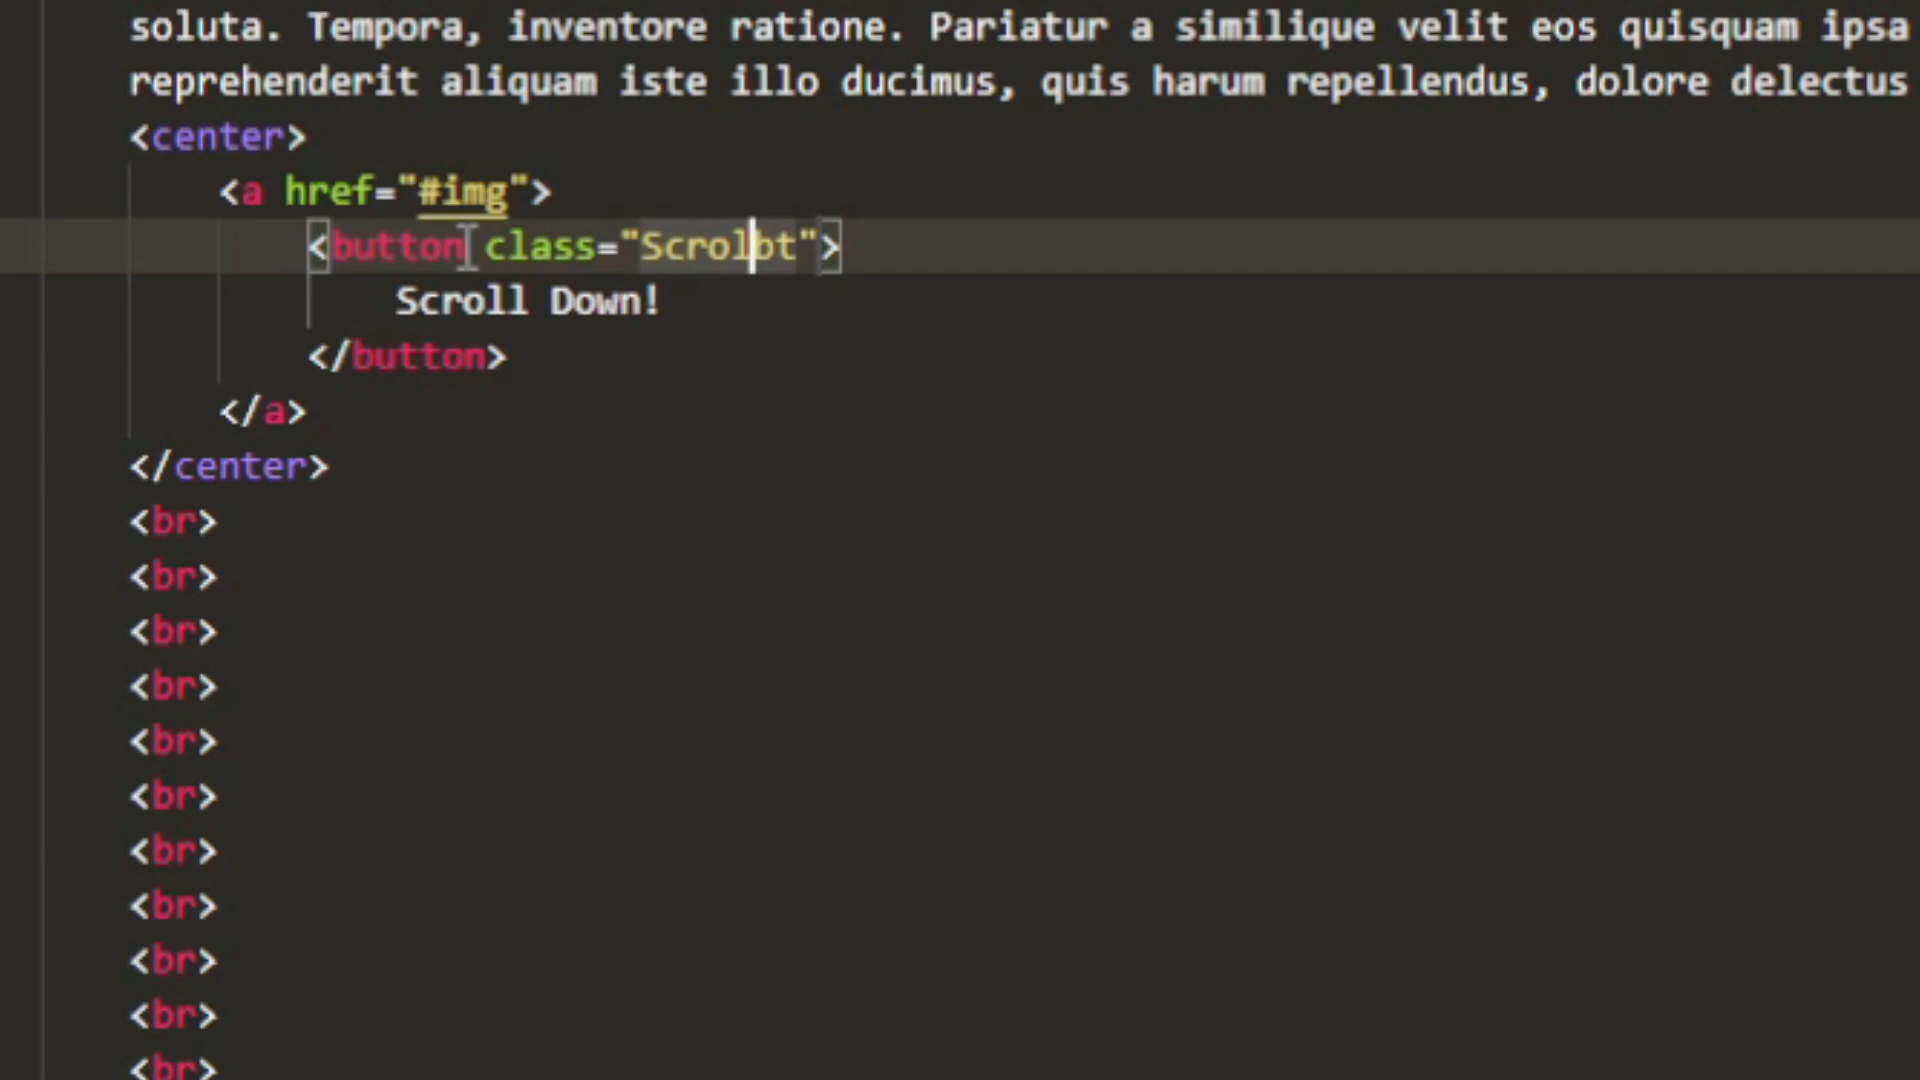 soluta. Tempora, inventore ratione. Pariatur a similique velit eos quisquam ipsa
reprehenderit aliquam iste illo ducimus, quis harum repellendus, dolore delectus
<center>
<a href="#img">
<button class="Scrolbt">
Scroll Down!
</button>
</a>
</center>
<br>
<br>
<br>
<br>
<br>
<br>
<br>
<br>
<br>
<br>
<br>